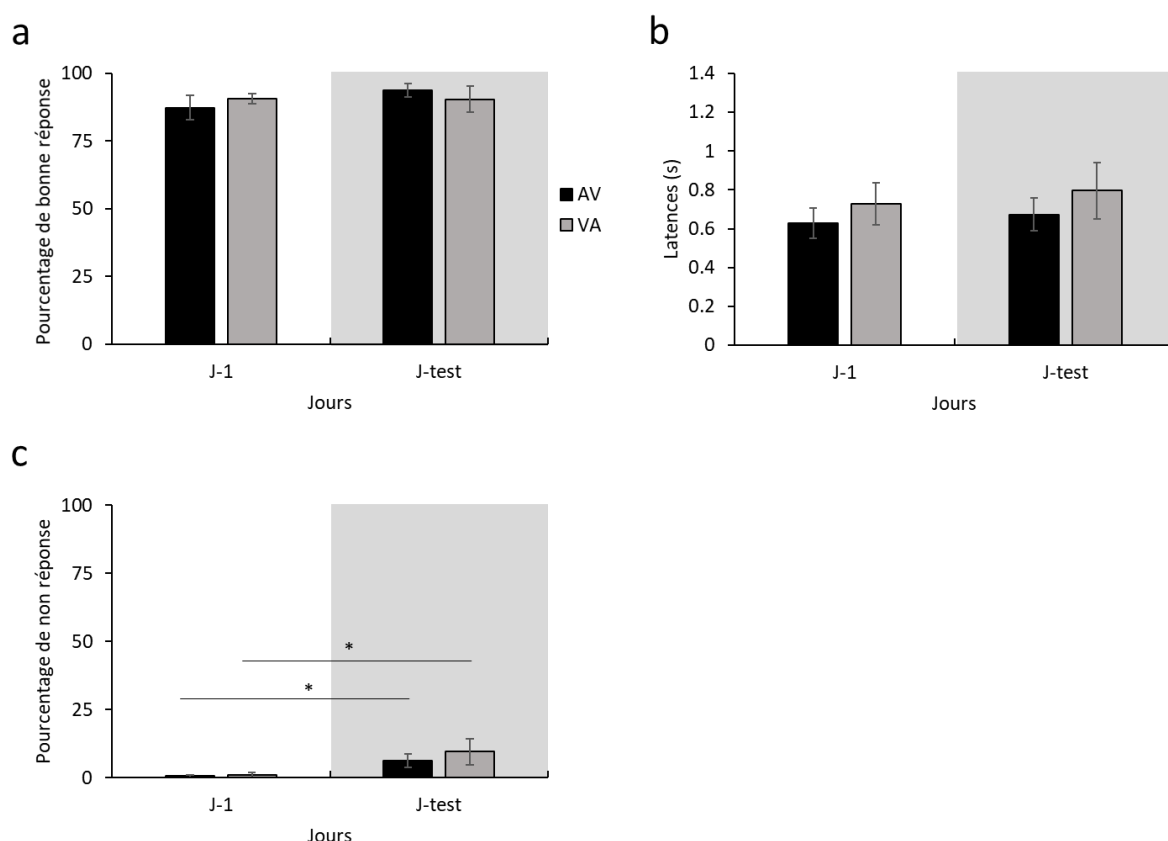 a
Pourcentage de bonne réponse
100
75
50
25
0
J-1
J-test
Jours
AV
VA
b
Latences (s)
1.4
1.2
1
0.8
0.6
0.4
0.2
0
J-1
J-test
Jours
c
Pourcentage de non réponse
100
75
50
25
0
*
*
J-1
J-test
Jours